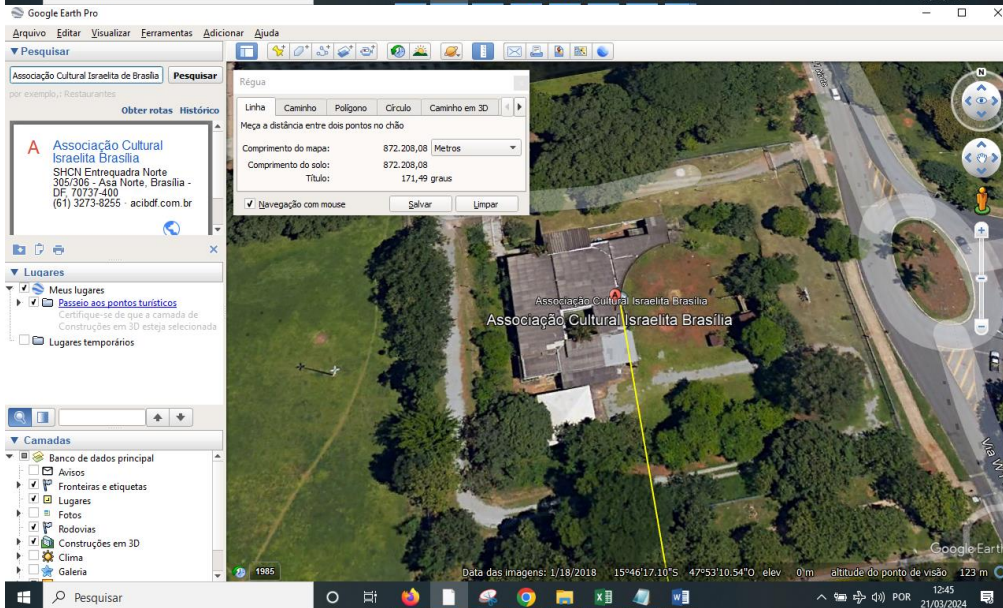 Google Earth Pro
Arquivo Editar Visualizar Ferramentas Adicionar Ajuda
Pesquisar
Associação Cultural Israelita de Brasília
Pesquisar
por exemplo,: Restaurantes
Obter rotas Histórico
A
Associação Cultural
Israelita Brasília
SHCN Entrequadra Norte
305/306 - Asa Norte, Brasília -
DF, 70737-400
(61) 3273-8255 - acibdf.com.br
Lugares
Meus lugares
Passeio aos pontos turísticos
Certifique-se de que a camada de
Construções em 3D esteja selecionada
Lugares temporários
Camadas
Banco de dados principal
Avisos
Fronteiras e etiquetas
Lugares
Fotos
Rodovias
Construções em 3D
Clima
Galeria
Régua
Linha Caminho Polígono Círculo Caminho em 3D
Meça a distância entre dois pontos no chão
Comprimento do mapa: 872.208,08 Metros
Comprimento do solo: 872.208,08
Título: 171,49 graus
Navegação com mouse Salvar Limpar
N
A
Associação Cultural Israelita Brasília
Associação Cultural Israelita Brasília
Google Earth
1985
Data das imagens: 1/18/2018 15°46'17.10"S 47°53'10.54"O elev 0 m altitude do ponto de visão 123 m
Pesquisar
POR
12:45
21/03/2024